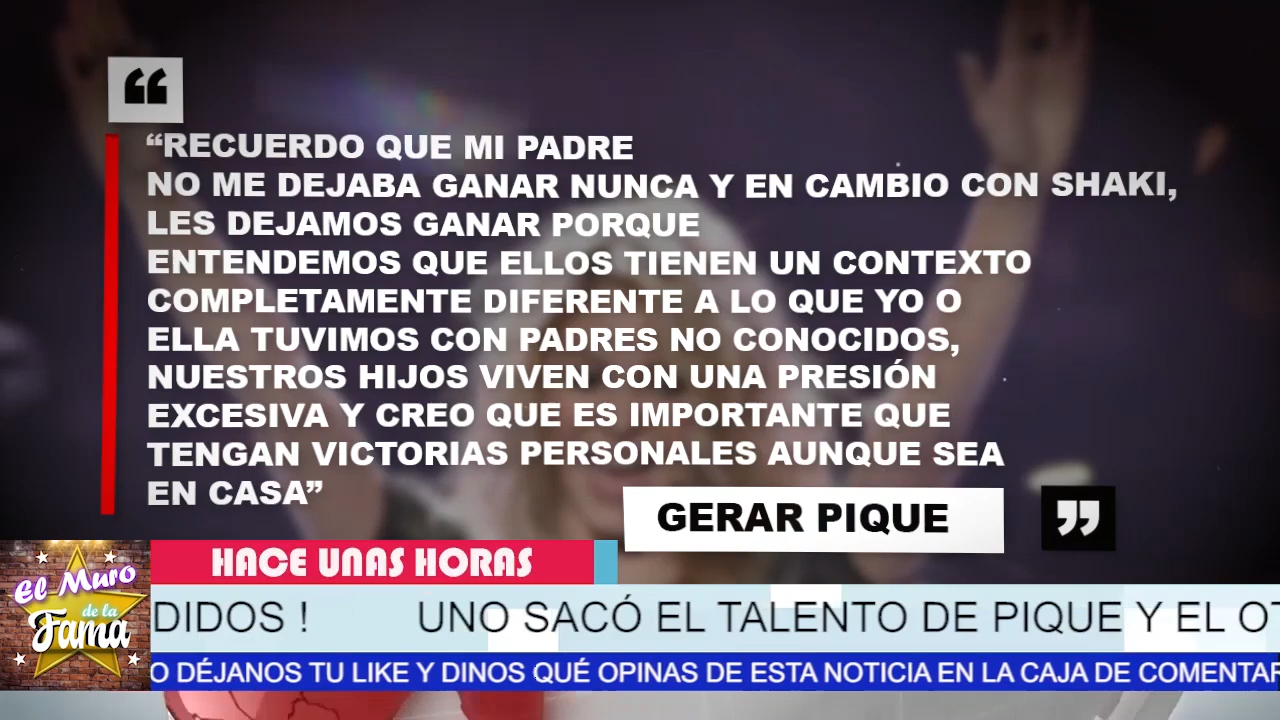 “RECUERDO QUE MI PADRE
NO ME DEJABA GANAR NUNCA Y EN CAMBIO CON SHAKI,
LES DEJAMOS GANAR PORQUE
ENTENDEMOS QUE ELLOS TIENEN UN CONTEXTO
COMPLETAMENTE DIFERENTE A LO QUE YO O
ELLA TUVIMOS CON PADRES NO CONOCIDOS,
NUESTROS HIJOS VIVEN CON UNA PRESIÓN
EXCESIVA Y CREO QUE ES IMPORTANTE QUE
TENGAN VICTORIAS PERSONALES AUNQUE SEA
EN CASA”
GERAR PIQUE
El Muro
de la
Fama
HACE UNAS HORAS
DIDOS ! UNO SACÓ EL TALENTO DE PIQUE Y EL OT
O DÉJANOS TU LIKE Y DINOS QUÉ OPINAS DE ESTA NOTICIA EN LA CAJA DE COMENTAR